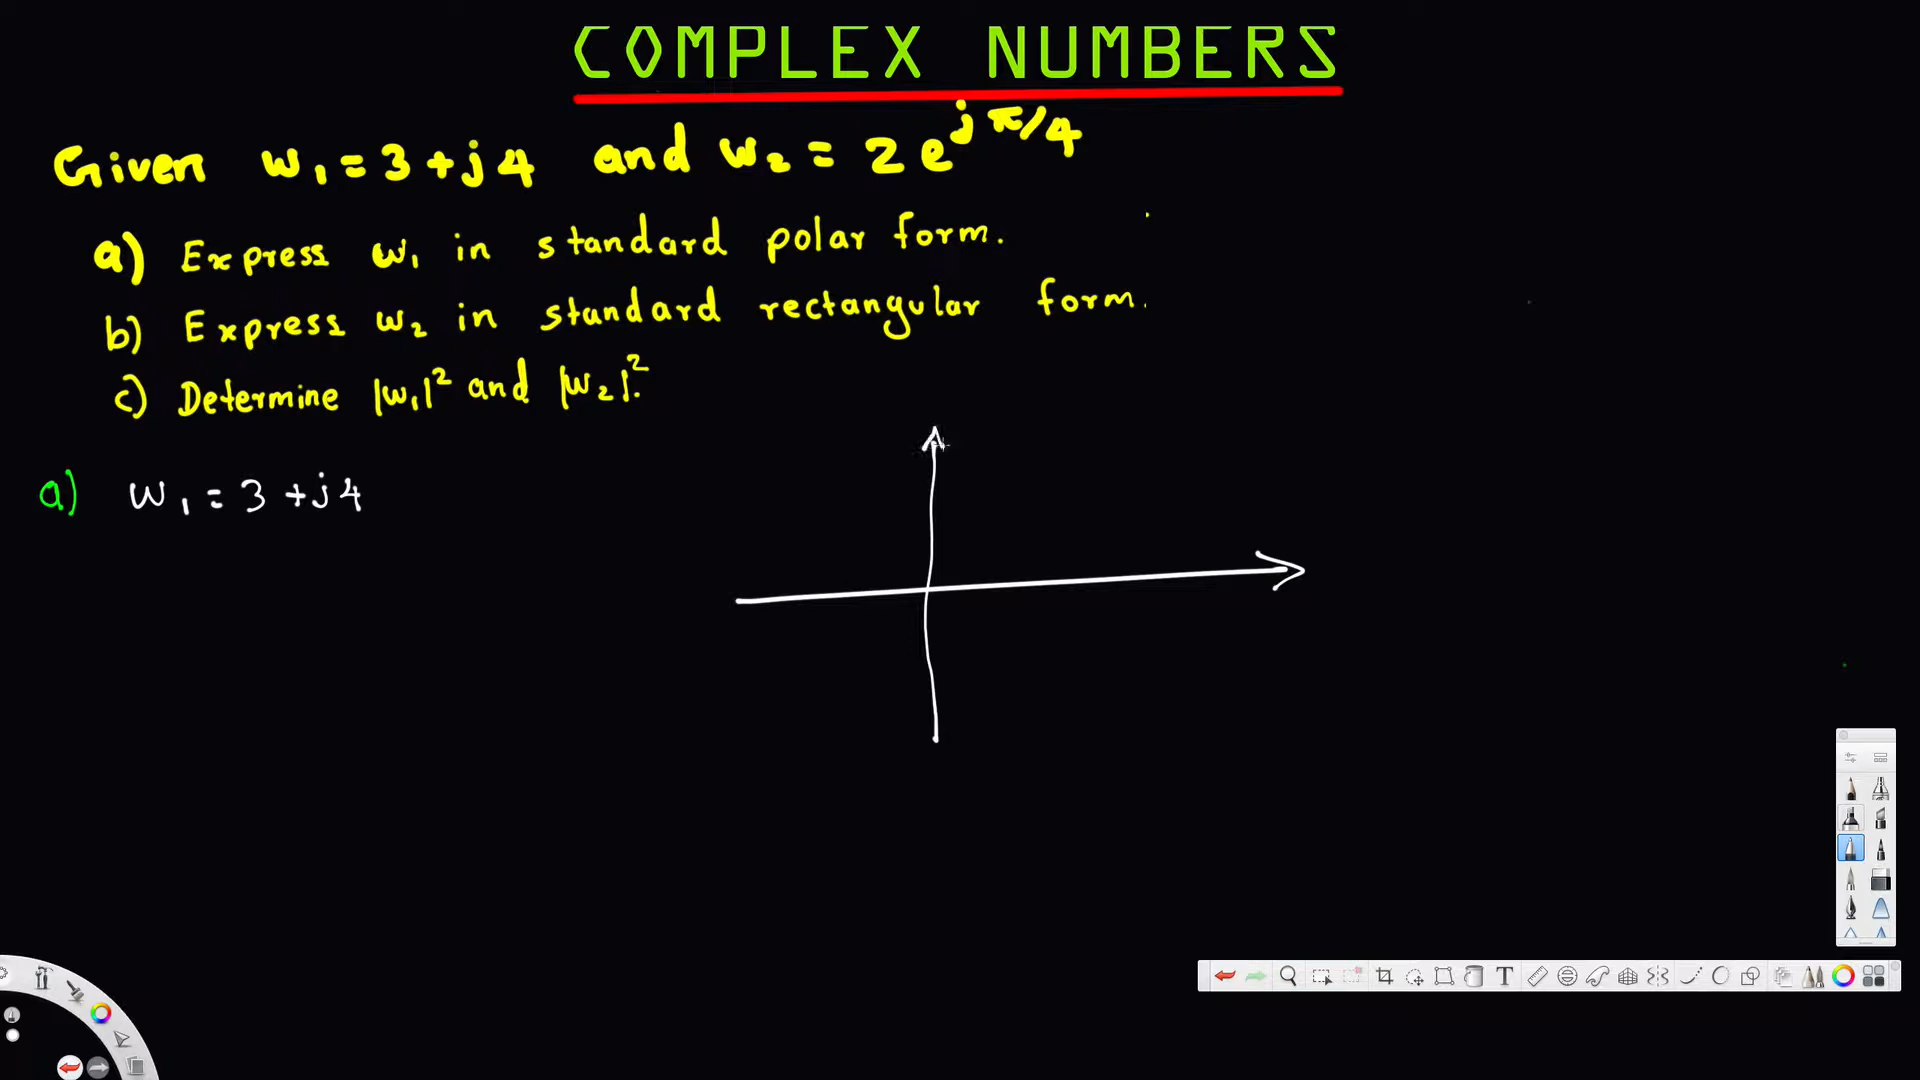 COMPLEX NUMBERS
Given w₁ = 3 + j4 and w₂ = 2e^(jπ/4)
a) Express w₁ in standard polar form.
b) Express w₂ in standard rectangular form.
c) Determine |w₁|² and |w₂|².
a) w₁ = 3 + j4
T